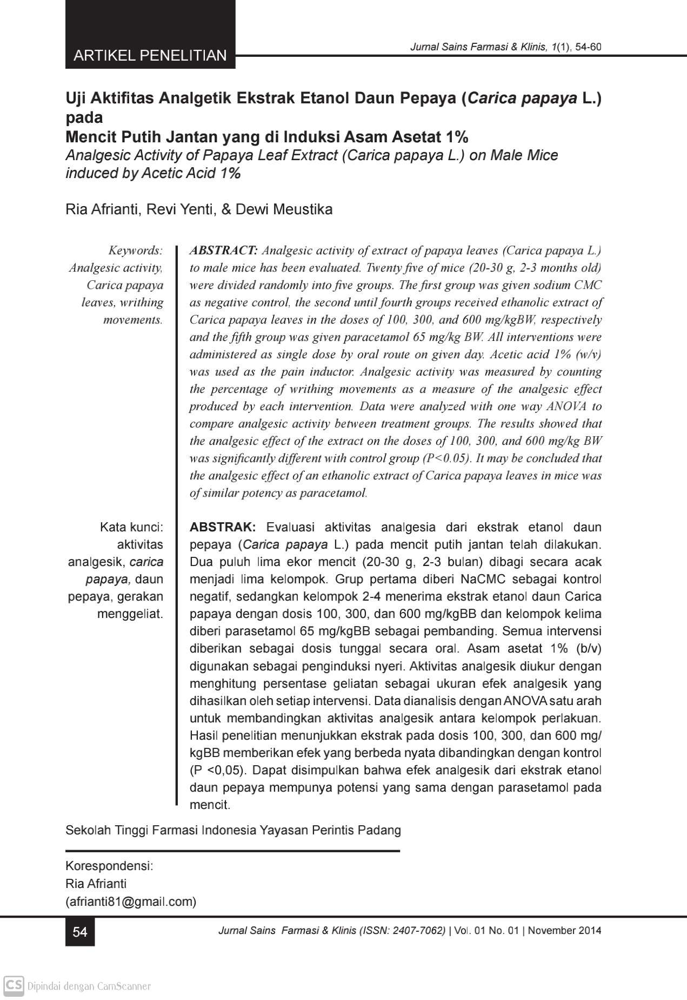 ARTIKEL PENELITIAN
Jurnal Sains Farmasi & Klinis, 1(1), 54-60
Uji Aktifitas Analgetik Ekstrak Etanol Daun Pepaya (Carica papaya L.)
pada
Mencit Putih Jantan yang di Induksi Asam Asetat 1%
Analgesic Activity of Papaya Leaf Extract (Carica papaya L.) on Male Mice
induced by Acetic Acid 1%
Ria Afrianti, Revi Yenti, & Dewi Meustika
Keywords:
Analgesic activity,
Carica papaya
leaves, writhing
movements.
ABSTRACT: Analgesic activity of extract of papaya leaves (Carica papaya L.)
to male mice has been evaluated. Twenty five of mice (20-30 g, 2-3 months old)
were divided randomly into five groups. The first group was given sodium CMC
as negative control, the second until fourth groups received ethanolic extract of
Carica papaya leaves in the doses of 100, 300, and 600 mg/kgBW, respectively
and the fifth group was given paracetamol 65 mg/kg BW. All interventions were
administered as single dose by oral route on given day. Acetic acid 1% (w/v)
was used as the pain inductor. Analgesic activity was measured by counting
the percentage of writhing movements as a measure of the analgesic effect
produced by each intervention. Data were analyzed with one way ANOVA to
compare analgesic activity between treatment groups. The results showed that
the analgesic effect of the extract on the doses of 100, 300, and 600 mg/kg BW
was significantly different with control group (P<0.05). It may be concluded that
the analgesic effect of an ethanolic extract of Carica papaya leaves in mice was
of similar potency as paracetamol.
Kata kunci:
aktivitas
analgesik, carica
papaya, daun
pepaya, gerakan
menggeliat.
ABSTRAK: Evaluasi aktivitas analgesia dari ekstrak etanol daun
pepaya (Carica papaya L.) pada mencit putih jantan telah dilakukan.
Dua puluh lima ekor mencit (20-30 g, 2-3 bulan) dibagi secara acak
menjadi lima kelompok. Grup pertama diberi NaCMC sebagai kontrol
negatif, sedangkan kelompok 2-4 menerima ekstrak etanol daun Carica
papaya dengan dosis 100, 300, dan 600 mg/kgBB dan kelompok kelima
diberi parasetamol 65 mg/kgBB sebagai pembanding. Semua intervensi
diberikan sebagai dosis tunggal secara oral. Asam asetat 1% (b/v)
digunakan sebagai penginduksi nyeri. Aktivitas analgesik diukur dengan
menghitung persentase geliatan sebagai ukuran efek analgesik yang
dihasilkan oleh setiap intervensi. Data dianalisis dengan ANOVA satu arah
untuk membandingkan aktivitas analgesik antara kelompok perlakuan.
Hasil penelitian menunjukkan ekstrak pada dosis 100, 300, dan 600 mg/
kgBB memberikan efek yang berbeda nyata dibandingkan dengan kontrol
(P <0,05). Dapat disimpulkan bahwa efek analgesik dari ekstrak etanol
daun pepaya mempunya potensi yang sama dengan parasetamol pada
mencit.
Sekolah Tinggi Farmasi Indonesia Yayasan Perintis Padang
Korespondensi:
Ria Afrianti
(afrianti81@gmail.com)
54
Jurnal Sains Farmasi & Klinis (ISSN: 2407-7062) | Vol. 01 No. 01 | November 2014
CS Dipindai dengan CamScanner